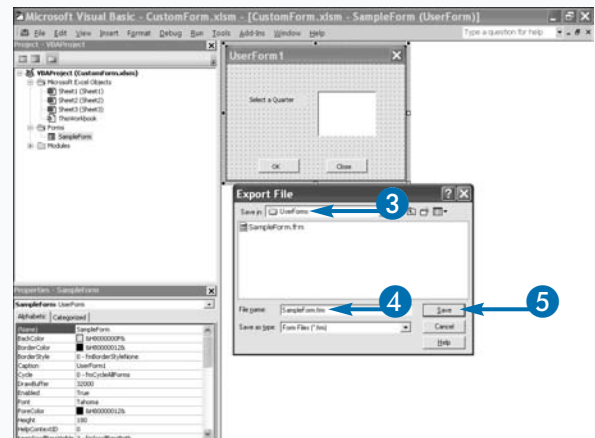 Microsoft Visual Basic - CustomForm.xlsm - [CustomForm.xlsm - SampleForm (UserForm)]
File Edit View Insert Format Debug Run Tools Add-Ins Window Help
Type a question for help
Project - VBAProject
VBAProject (CustomForm.xlsm)
Microsoft Excel Objects
Sheet1 (Sheet1)
Sheet2 (Sheet2)
Sheet3 (Sheet3)
ThisWorkbook
Forms
SampleForm
Modules
UserForm1
Select a Quarter
OK
Close
Export File
Save in:
UserForms
3
SampleForm.frm
File name:
SampleForm.frm
4
Save
5
Save as type:
Form Files (*.frm)
Cancel
Help
Properties - SampleForm
SampleForm UserForm
Alphabetic
Categorized
(Name) SampleForm
BackColor &H8000000F&
BorderColor &H80000012&
BorderStyle 0 - fmBorderStyleNone
Caption UserForm1
Cycle 0 - fmCycleAllForms
DrawBuffer 32000
Enabled True
Font Tahoma
ForeColor &H80000012&
Height 180
HelpContextID 0